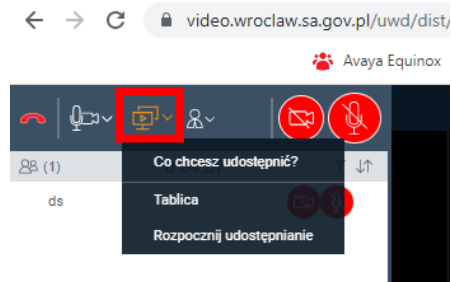 video.wroclaw.sa.gov.pl/uwd/dist/
Avaya Equinox
(1)
Co chcesz udostępnić?
ds
Tablica
Rozpocznij udostępnianie